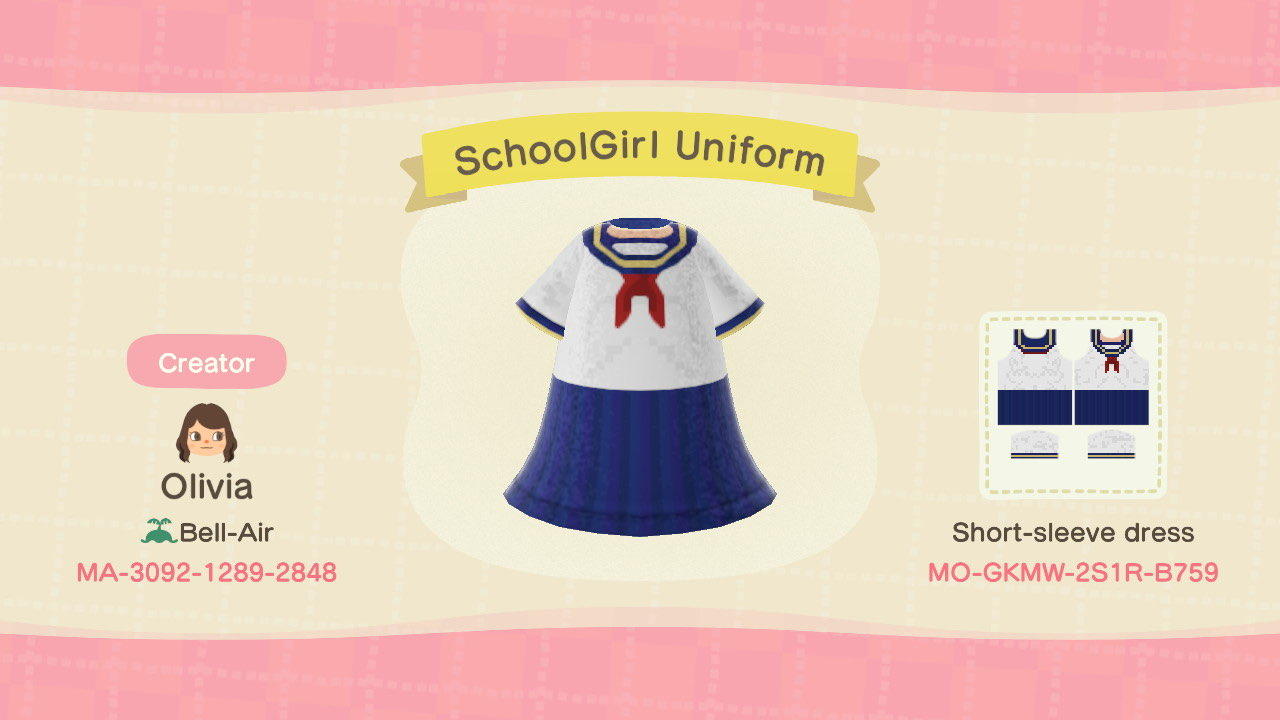 SchoolGirl Uniform
Creator
Olivia
Bell-Air
MA-3092-1289-2848
Short-sleeve dress
MO-GKMW-2S1R-B759